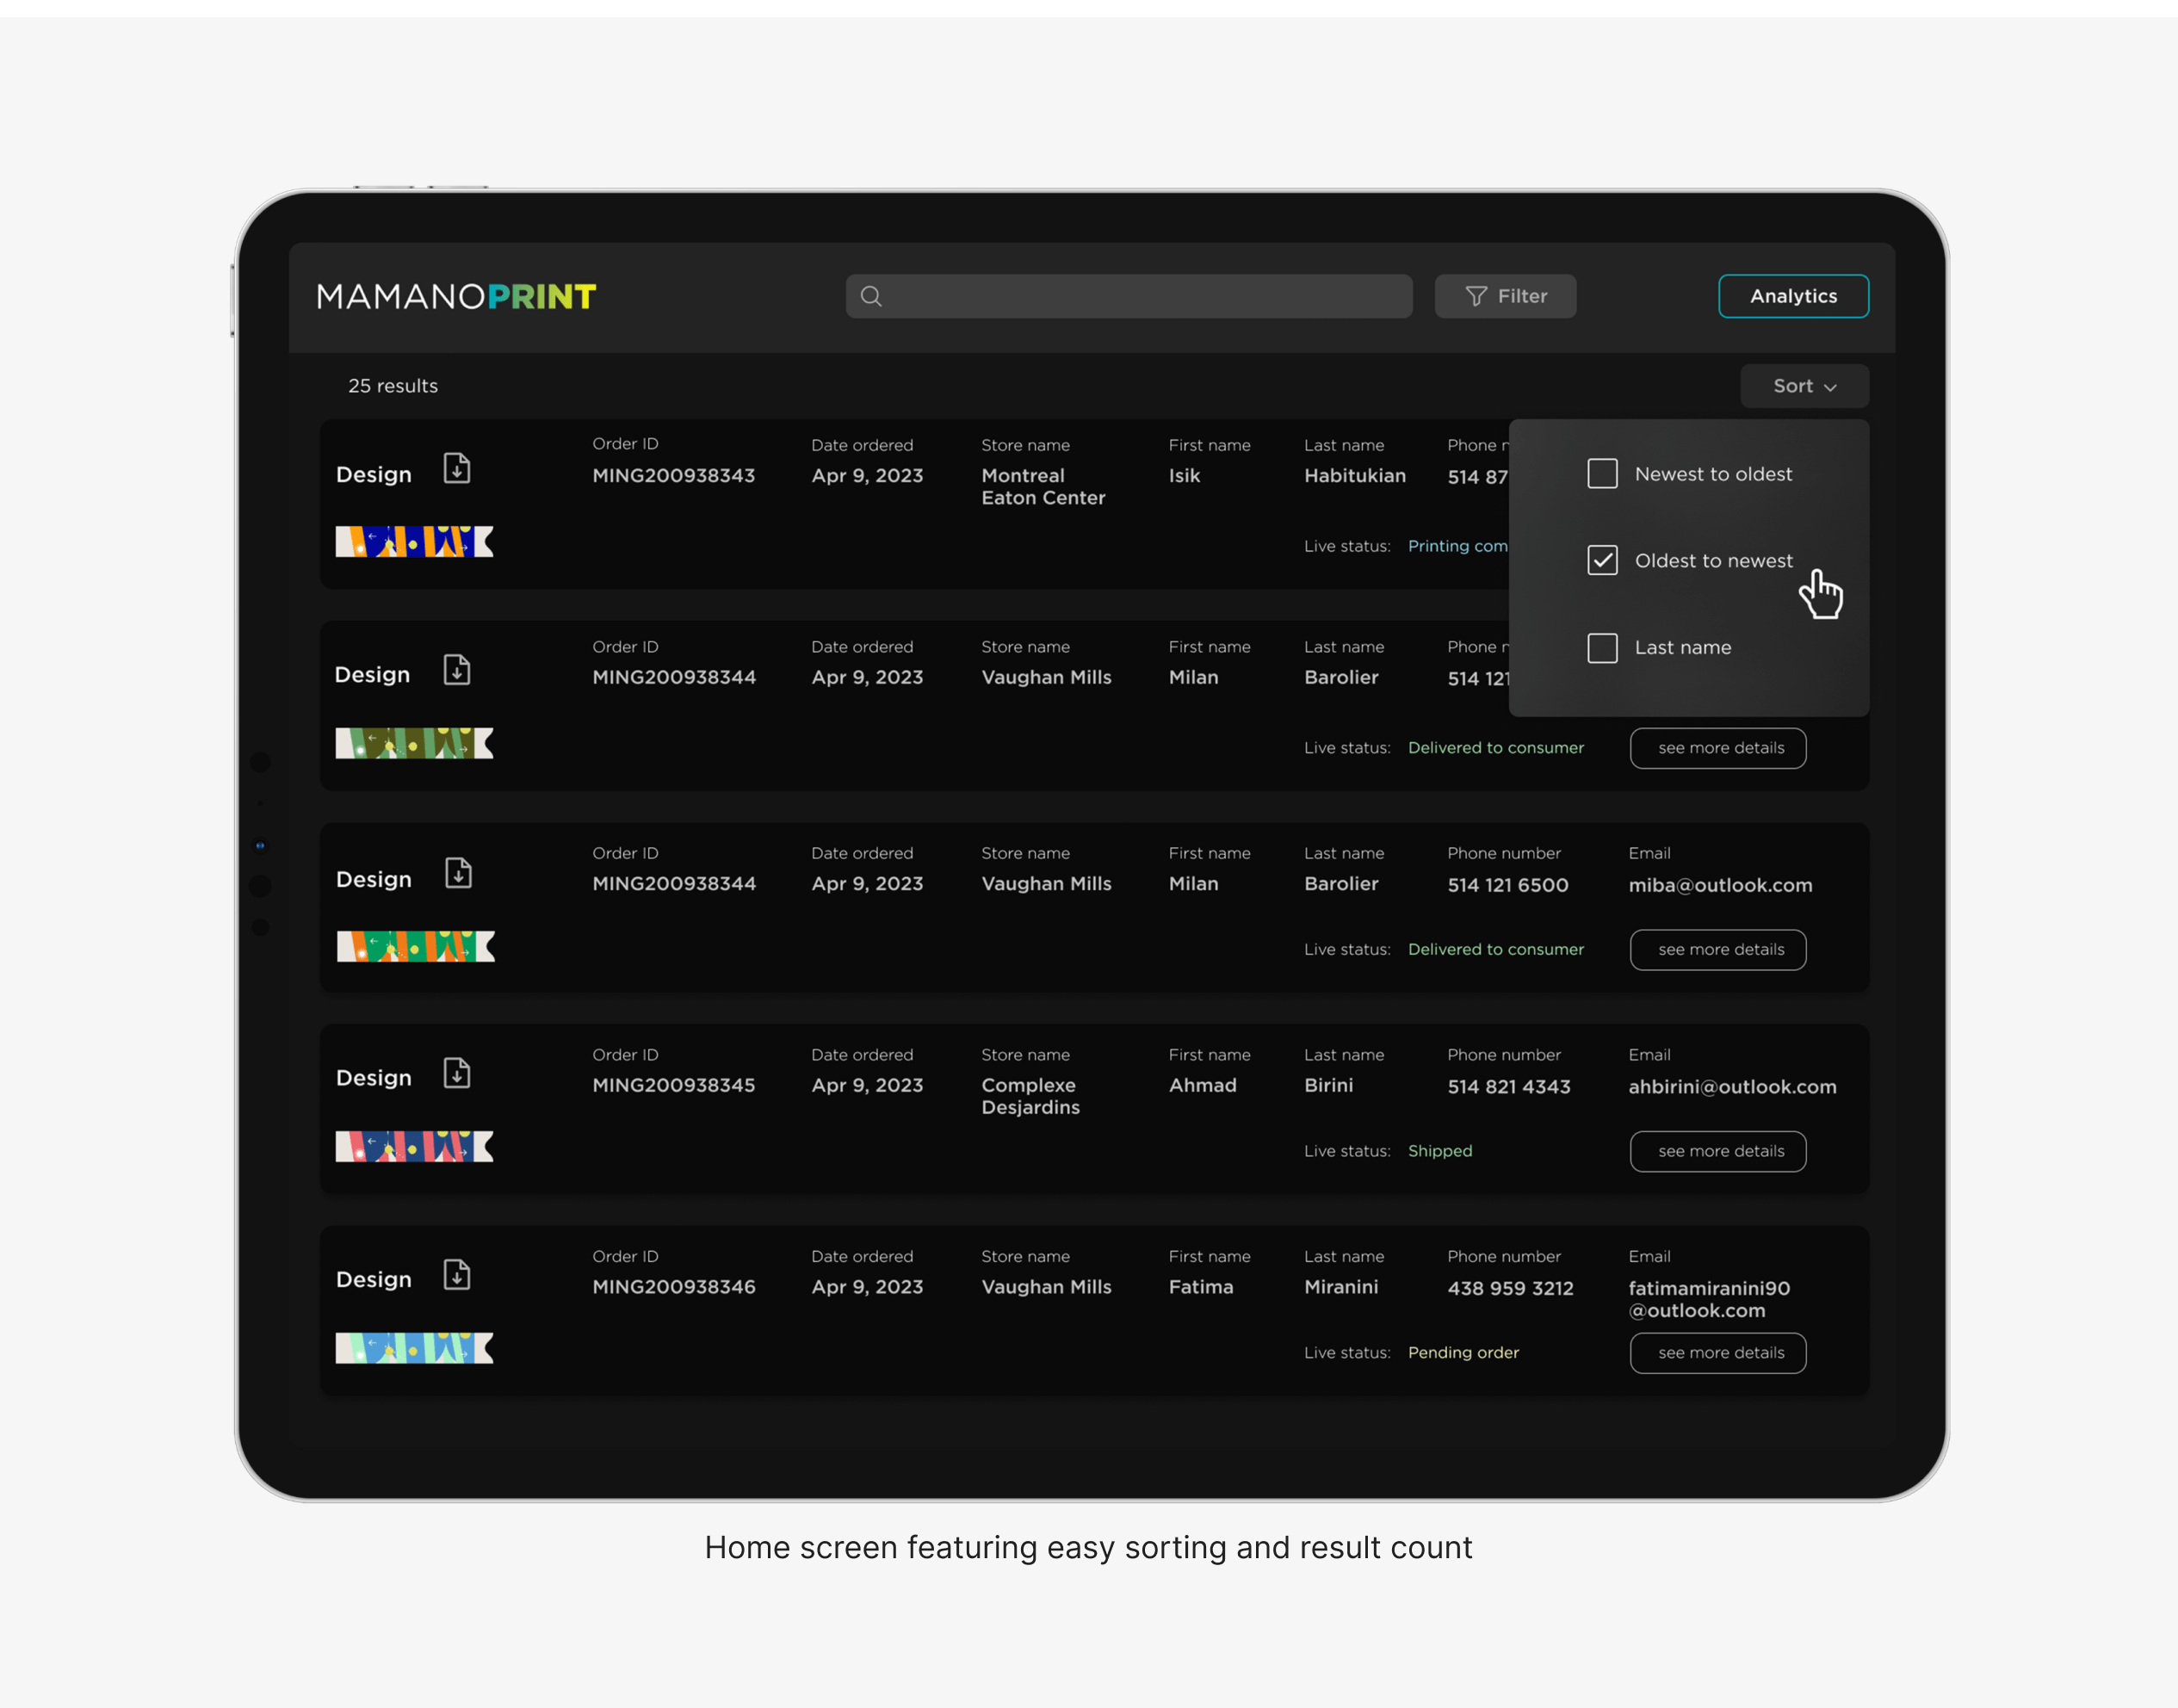 MAMANOPRINT
Filter
Analytics
25 results
Sort
Design
Order ID
MING200938343
Date ordered
Apr 9, 2023
Store name
Montreal
Eaton Center
First name
Isik
Last name
Habitukian
Phone
514 87
Live status: Printing com
Newest to oldest
Oldest to newest
Last name
Design
Order ID
MING200938344
Date ordered
Apr 9, 2023
Store name
Vaughan Mills
First name
Milan
Last name
Barolier
Phone
514 121
Live status: Delivered to consumer
see more details
Design
Order ID
MING200938344
Date ordered
Apr 9, 2023
Store name
Vaughan Mills
First name
Milan
Last name
Barolier
Phone number
514 121 6500
Email
miba@outlook.com
Live status: Delivered to consumer
see more details
Design
Order ID
MING200938345
Date ordered
Apr 9, 2023
Store name
Complexe
Desjardins
First name
Ahmad
Last name
Birini
Phone number
514 821 4343
Email
ahbirini@outlook.com
Live status: Shipped
see more details
Design
Order ID
MING200938346
Date ordered
Apr 9, 2023
Store name
Vaughan Mills
First name
Fatima
Last name
Miranini
Phone number
438 959 3212
Email
fatimamiranini90
@outlook.com
Live status: Pending order
see more details
Home screen featuring easy sorting and result count